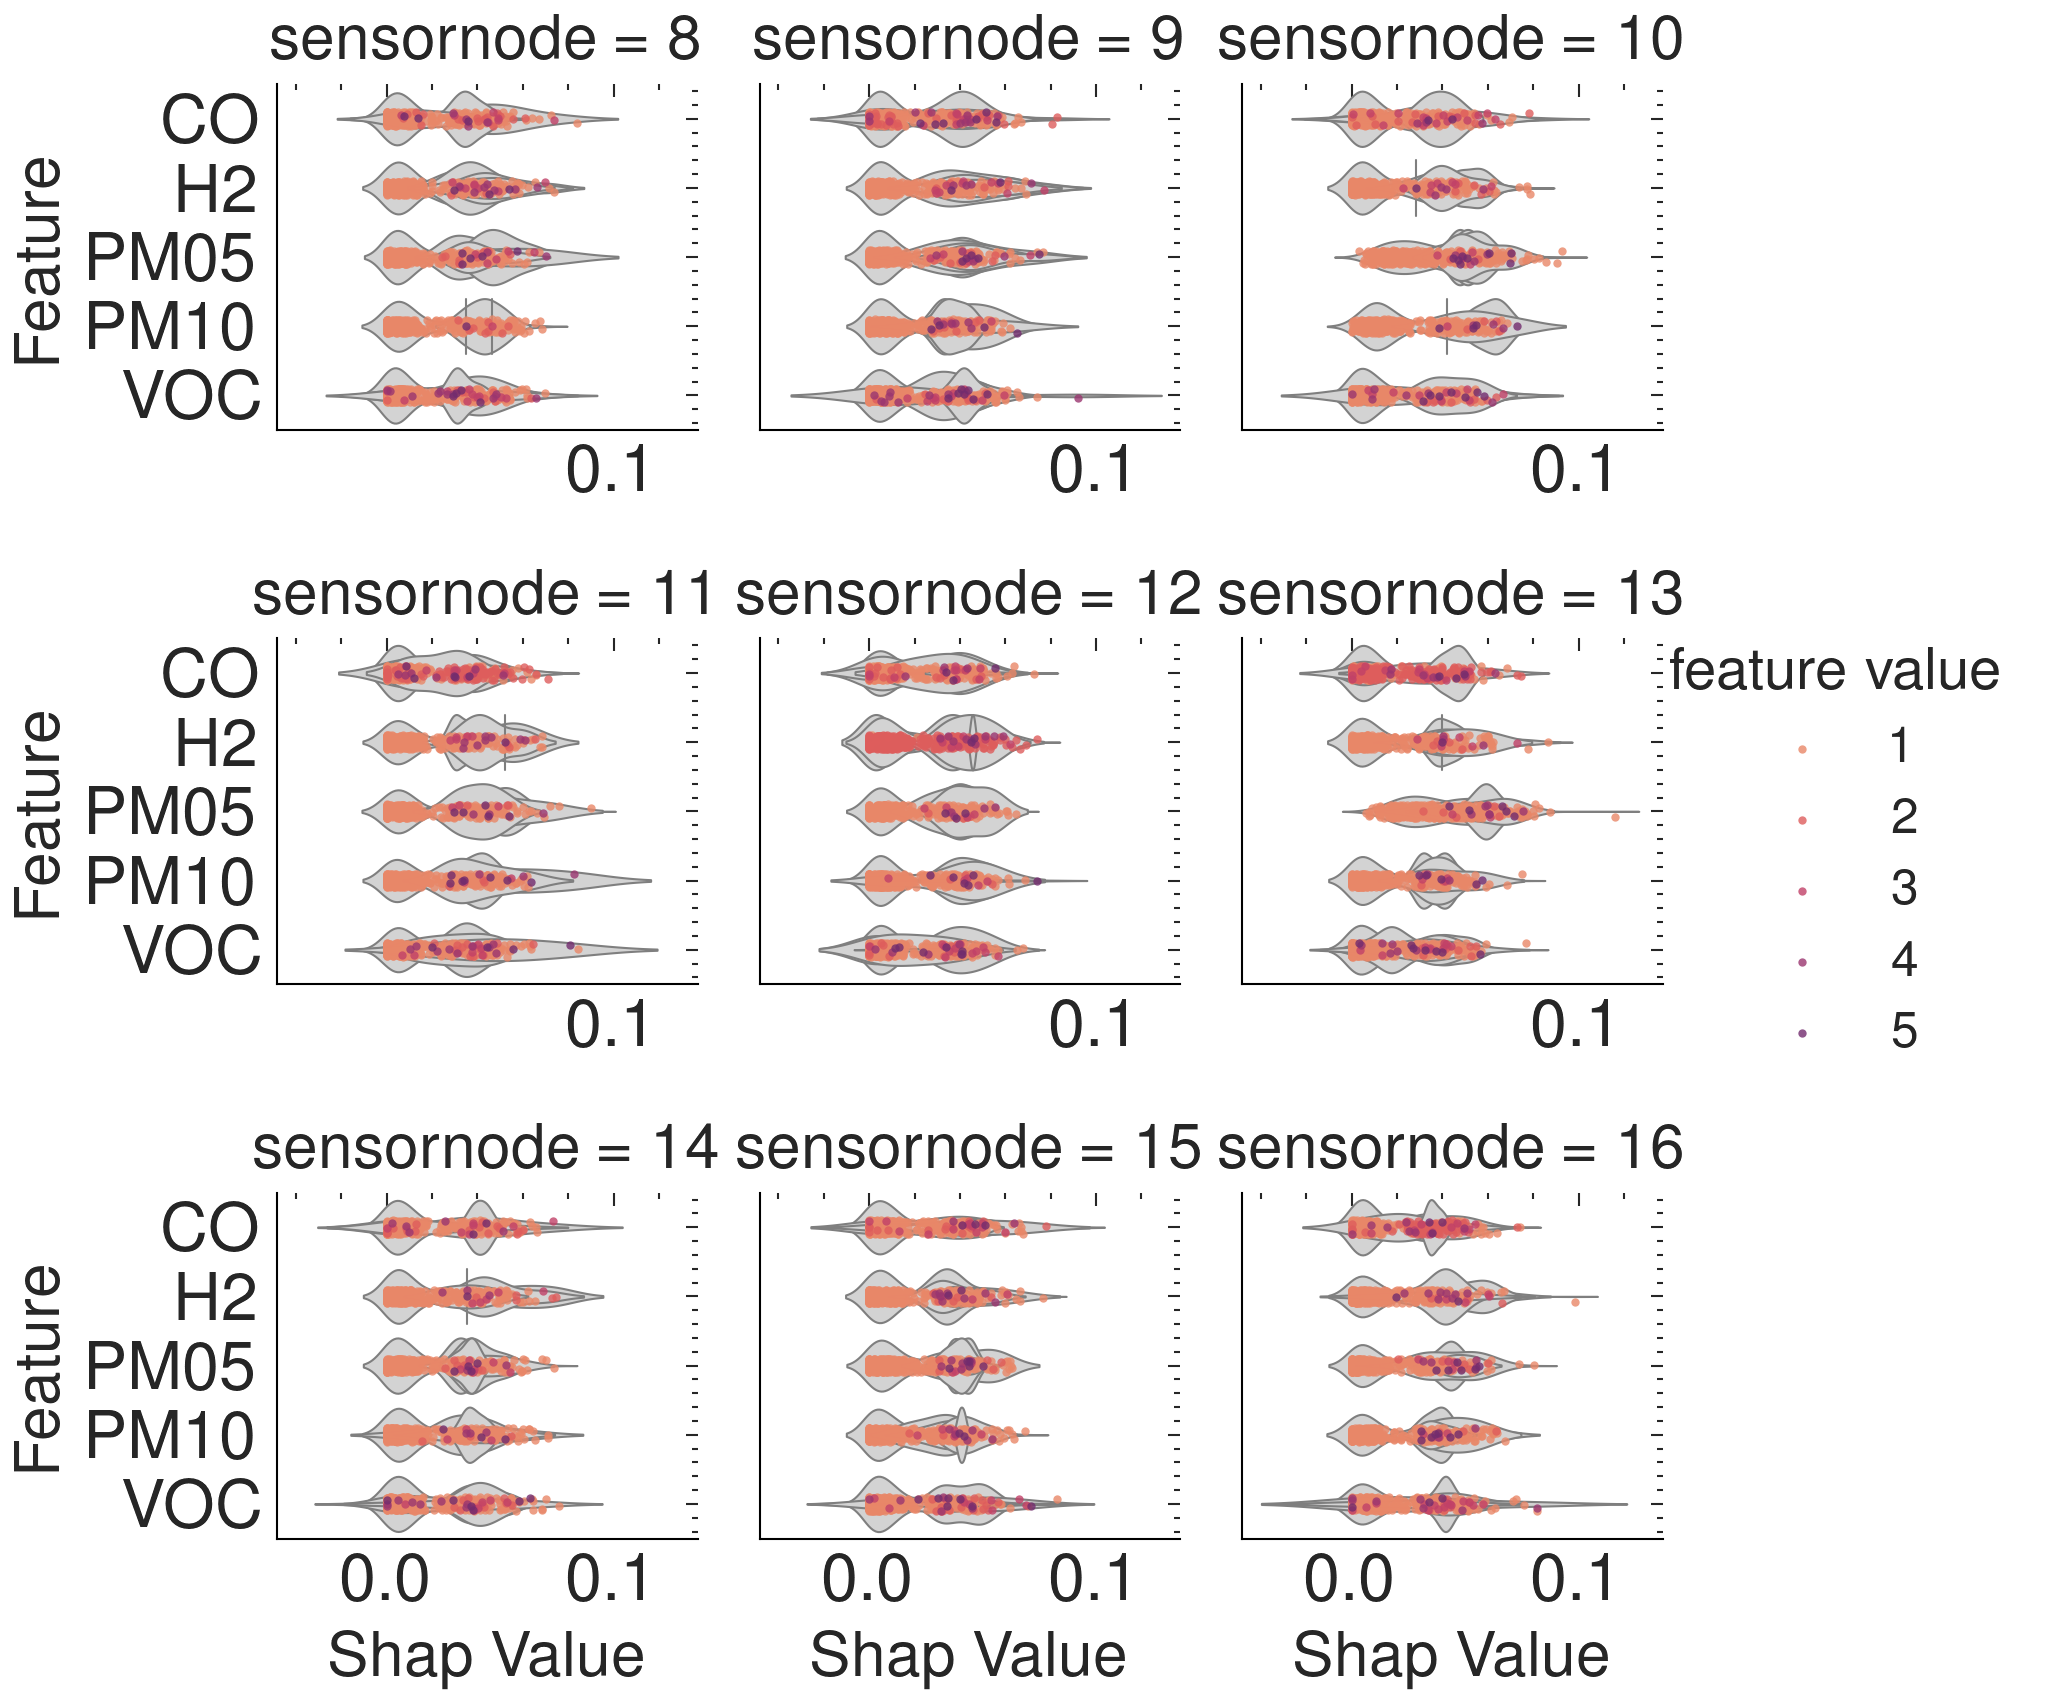 sensornode = 8 sensornode = 9 sensornode = 10
Feature
CO
H2
PM05
PM10
VOC
0.1 0.1 0.1
sensornode = 11 sensornode = 12 sensornode = 13
Feature
CO
H2
PM05
PM10
VOC
0.1 0.1 0.1
feature value
1
2
3
4
5
sensornode = 14 sensornode = 15 sensornode = 16
Feature
CO
H2
PM05
PM10
VOC
0.0 0.1 0.0 0.1 0.0 0.1
Shap Value Shap Value Shap Value